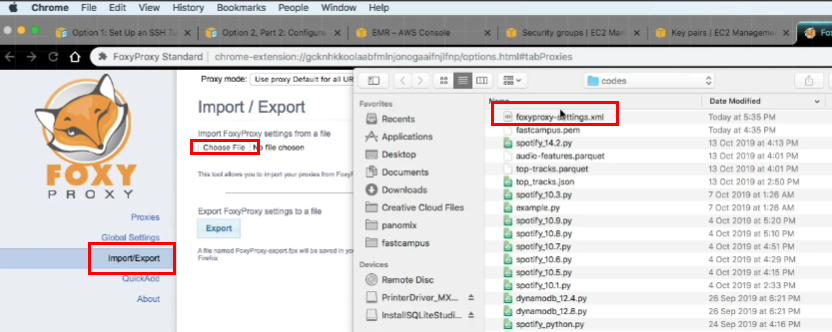 Chrome File Edit View History Bookmarks People Window Help
Option 1: Set Up an SSH Tu
Option 2, Part 2: Configure
EMR – AWS Console
Security groups | EC2 Manag
Key pairs | EC2 Managemen
Fo
FoxyProxy Standard | chrome-extension://gcknhkkoolaabfmlnjonogaaifnjlfnp/options.html#tabProxies
FOXY
PROXY
Proxies
Global Settings
Import/Export
QuickAdd
About
Proxy mode: Use proxy Default for all UR
Import / Export
Import FoxyProxy settings from a file
Choose File No file chosen
This tool allows you to import your proxies from FoxyP
Export FoxyProxy settings to a file
Export
A file named FoxyProxy-export.fpx will be saved in you
Firefox
codes
Favorites
Recents
Applications
Desktop
Documents
Downloads
Creative Cloud Files
panomix
fastcampus
Devices
Remote Disc
PrinterDriver_MX...
InstallSQLiteStudi...
Name Date Modified
foxyproxy-settings.xml Today at 5:35 PM
fastcampus.pem Today at 4:35 PM
spotify_14.2.py 13 Oct 2019 at 4:13 PM
audio-features.parquet 13 Oct 2019 at 3:06 PM
top-tracks.parquet 13 Oct 2019 at 3:06 PM
top_tracks.json 13 Oct 2019 at 2:50 PM
spotify_10.3.py 7 Oct 2019 at 1:26 AM
example.py 7 Oct 2019 at 1:26 AM
spotify_10.9.py 4 Oct 2019 at 5:20 PM
spotify_10.8.py 4 Oct 2019 at 5:10 PM
spotify_10.7.py 4 Oct 2019 at 4:51 PM
spotify_10.6.py 4 Oct 2019 at 4:29 PM
spotify_10.5.py 4 Oct 2019 at 4:15 PM
spotify_10.1.py 4 Oct 2019 at 2:33 PM
dynamodb_12.4.py 26 Sep 2019 at 6:21 PM
dynamodb_12.8.py 26 Sep 2019 at 6:21 PM
spotify_python.py 24 Sep 2019 at 4:16 PM